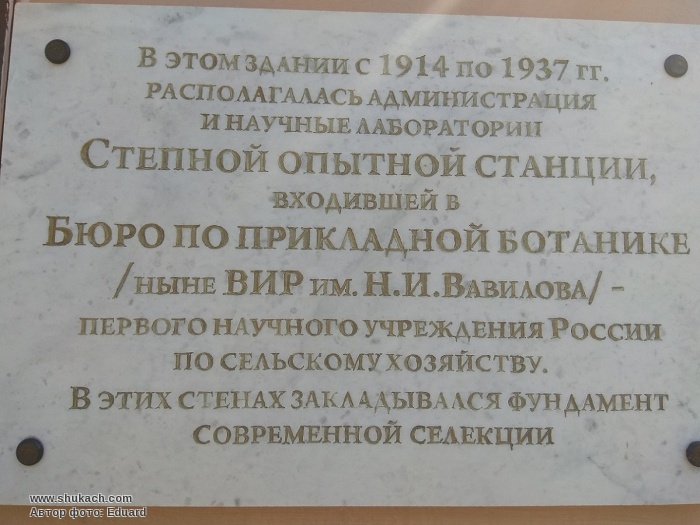 В этом здании с 1914 по 1937 гг.
располагалась администрация
и научные лаборатории
Степной опытной станции,
входившей в
Бюро по прикладной ботанике
/ныне ВИР им. Н.И.Вавилова/ -
первого научного учреждения России
по сельскому хозяйству.
В этих стенах закладывался фундамент
современной селекции
www.shukach.com
Автор фото: Eduard